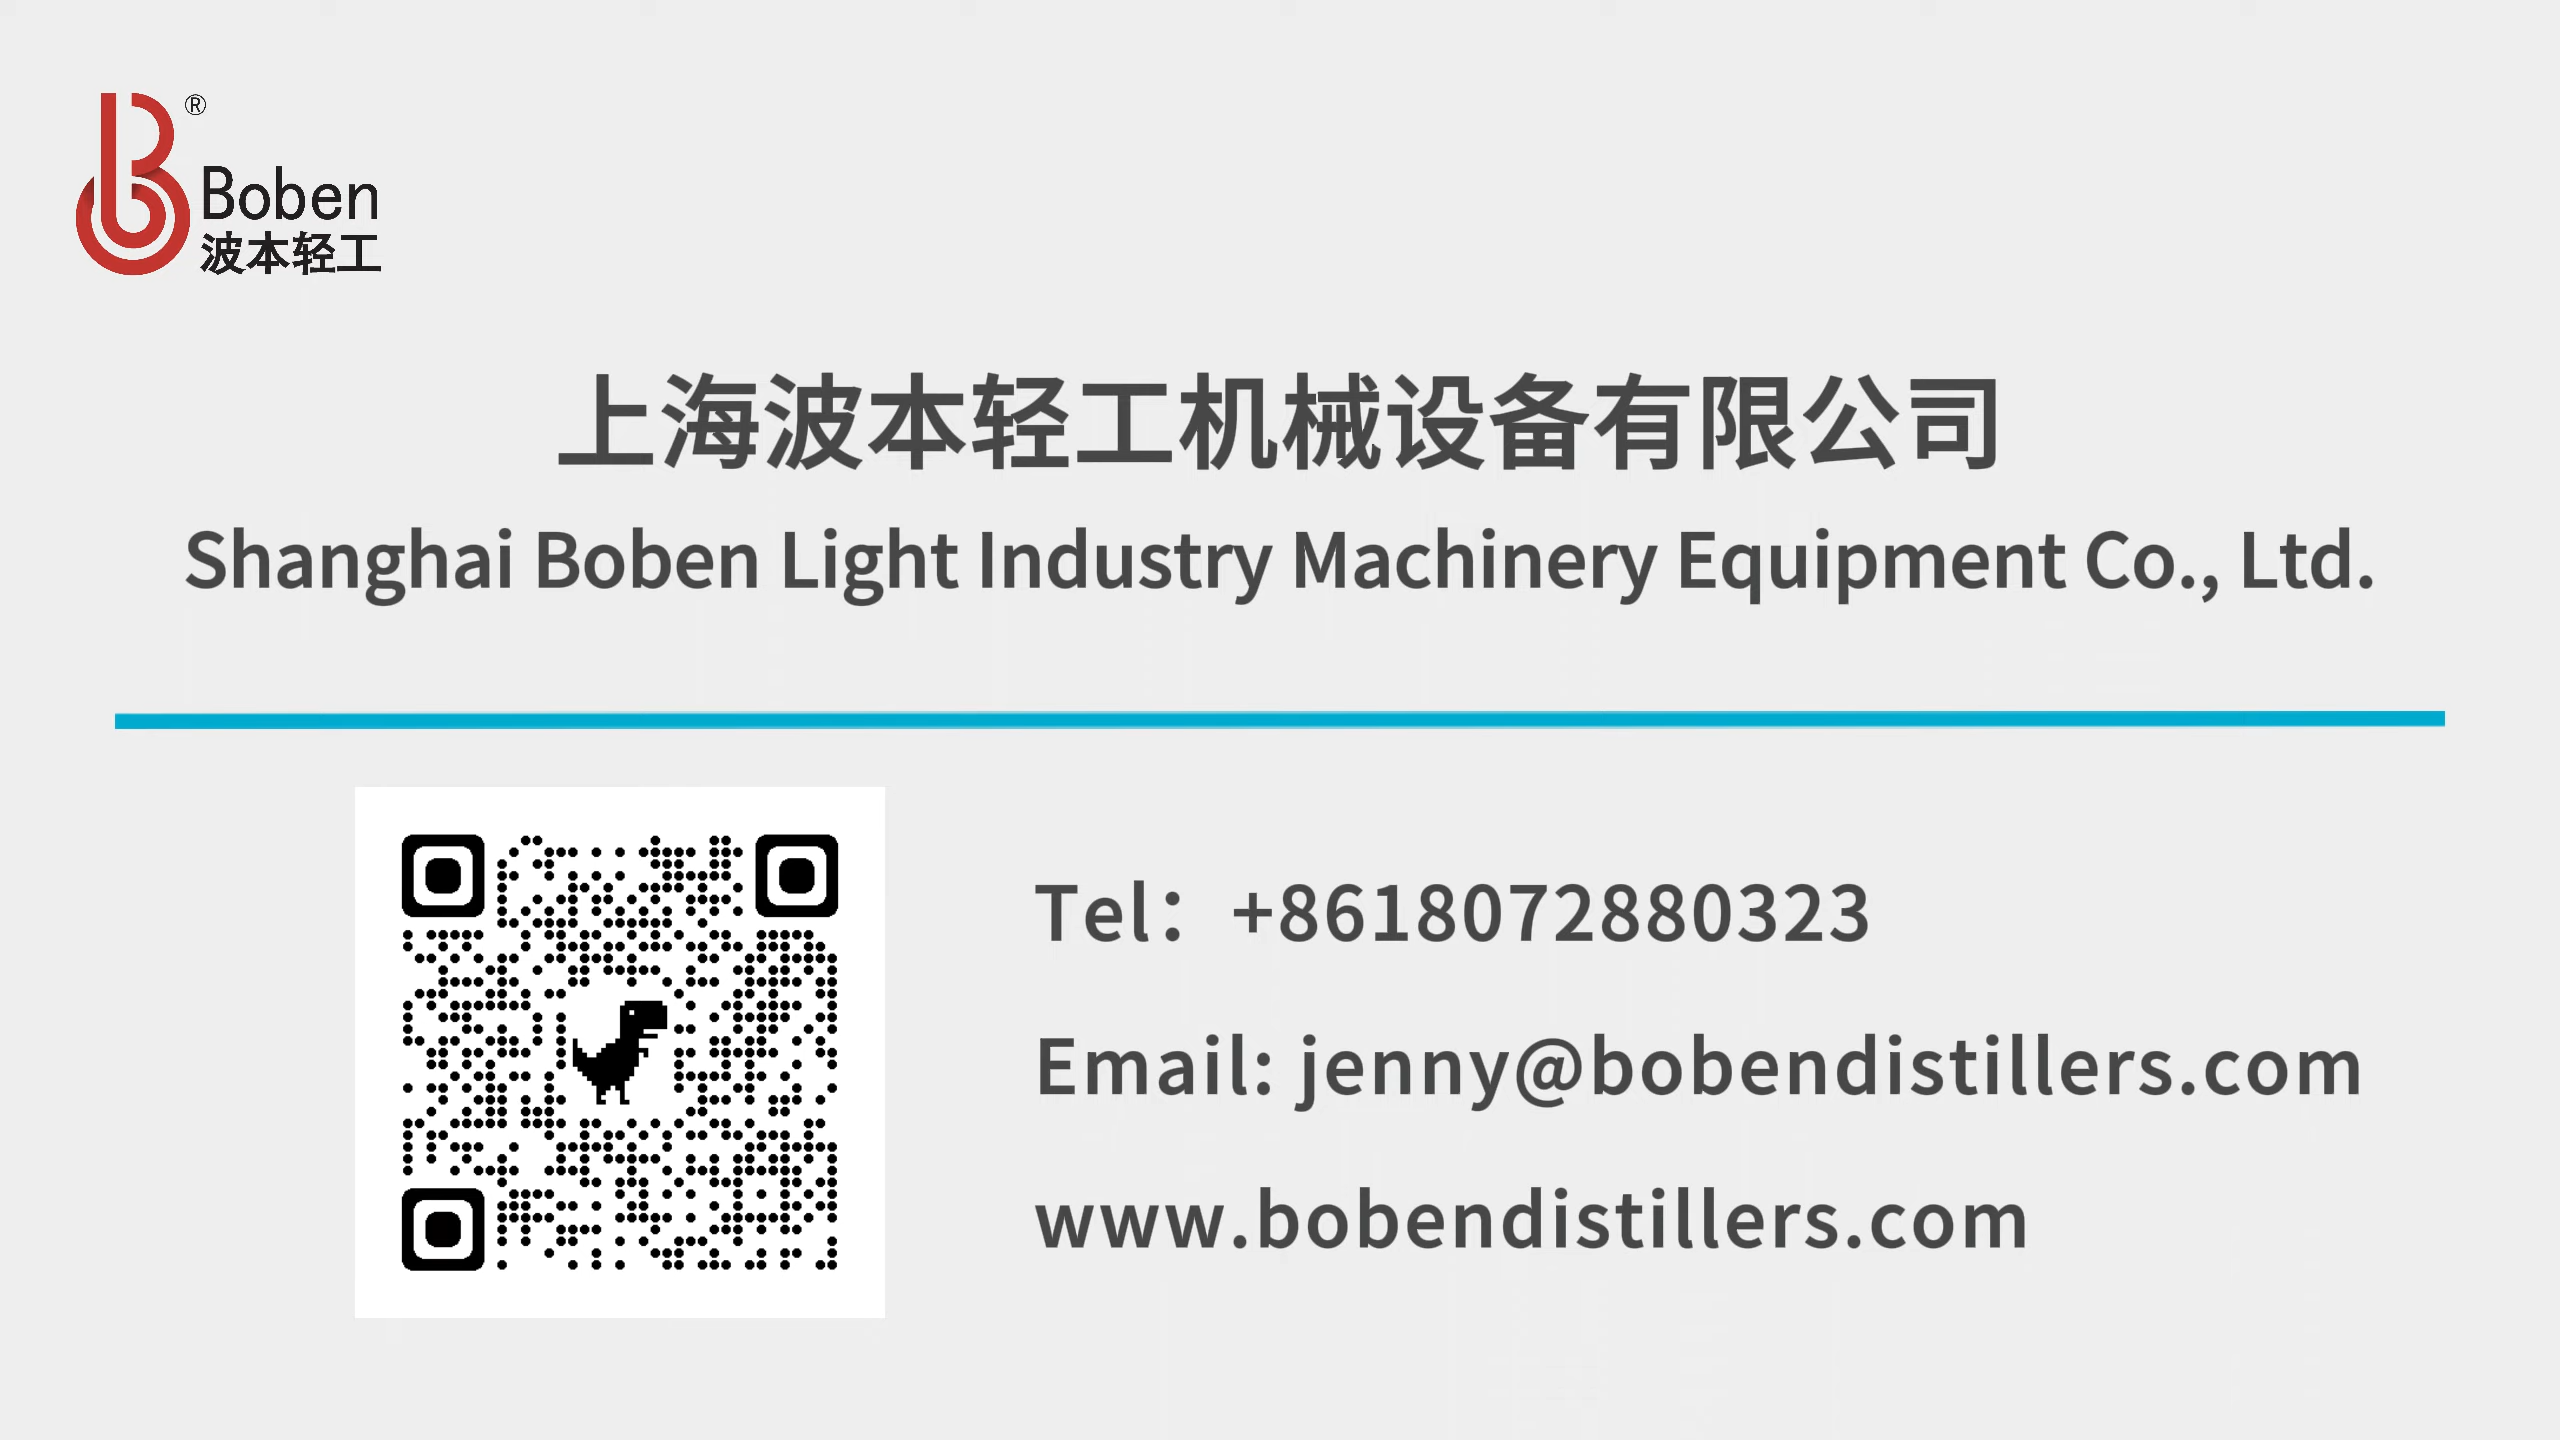 ®
Boben
波本轻工
上海波本轻工机械设备有限公司
Shanghai Boben Light Industry Machinery Equipment Co., Ltd.
Tel：+8618072880323
Email: jenny@bobendistillers.com
www.bobendistillers.com